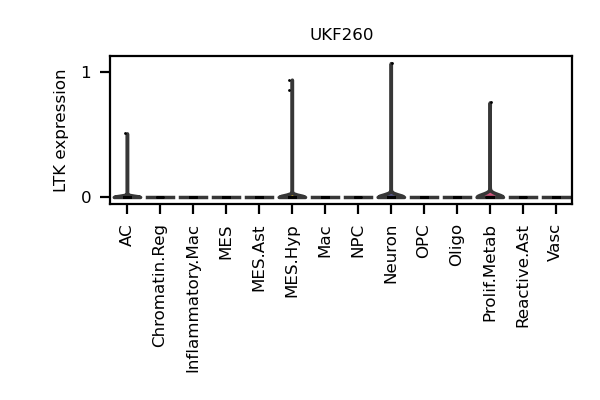 UKF260
LTK expression
1
0
AC
Chromatin.Reg
Inflammatory.Mac
MES
MES.Ast
MES.Hyp
Mac
NPC
Neuron
OPC
Oligo
Prolif.Metab
Reactive.Ast
Vasc